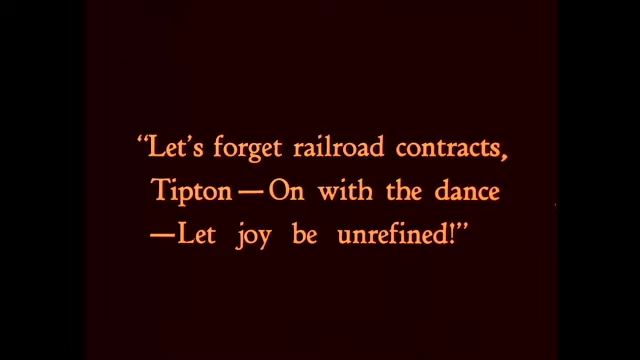 “Let’s forget railroad contracts,
Tipton—On with the dance
—Let joy be unrefined!”